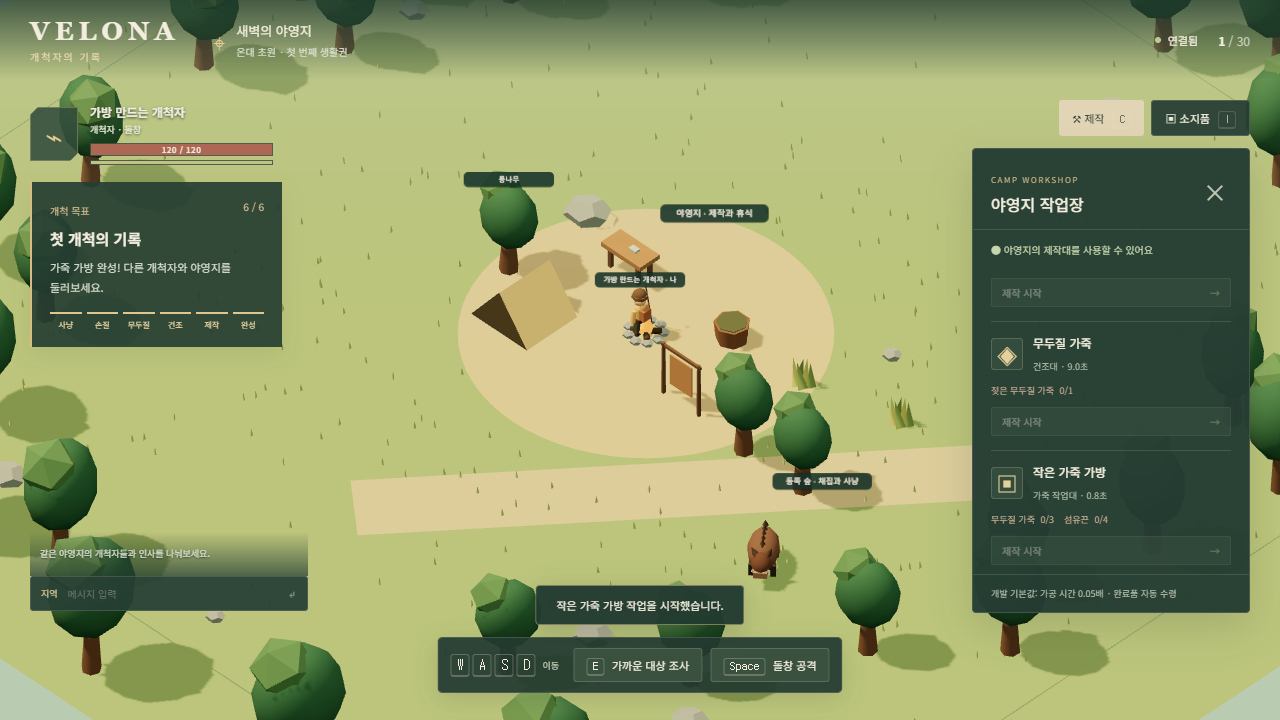 VELONA
개척자의 기록
새벽의 야영지
온대 초원 · 첫 번째 생활권
연결됨 1 / 30
가방 만드는 개척자
개척자 · 돌창
120 / 120
제작 C
소지품 I
개척 목표 6 / 6
첫 개척의 기록
가죽 가방 완성! 다른 개척자와 야영지를
둘러보세요.
사냥 손질 무두질 건조 제작 완성
통나무
야영지 · 제작과 휴식
가방 만드는 개척자 · 나
동쪽 숲 · 채집과 사냥
CAMP WORKSHOP
야영지 작업장
야영지의 제작대를 사용할 수 있어요
제작 시작 →
무두질 가죽
건조대 · 9.0초
젖은 무두질 가죽 0/1
제작 시작 →
작은 가죽 가방
가죽 작업대 · 0.8초
무두질 가죽 0/3 섬유끈 0/4
제작 시작 →
개발 기본값: 가공 시간 0.05배 · 완료품 자동 수령
같은 야영지의 개척자들과 인사를 나눠보세요.
지역 메시지 입력
작은 가죽 가방 작업을 시작했습니다.
W A S D 이동 E 가까운 대상 조사 Space 돌창 공격